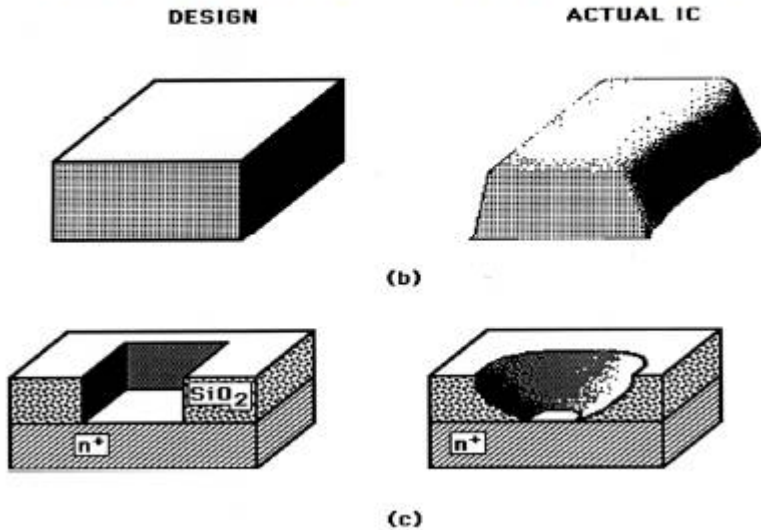 DESIGN ACTUAL IC
(b)
SiO₂
n⁺ n⁺
(c)